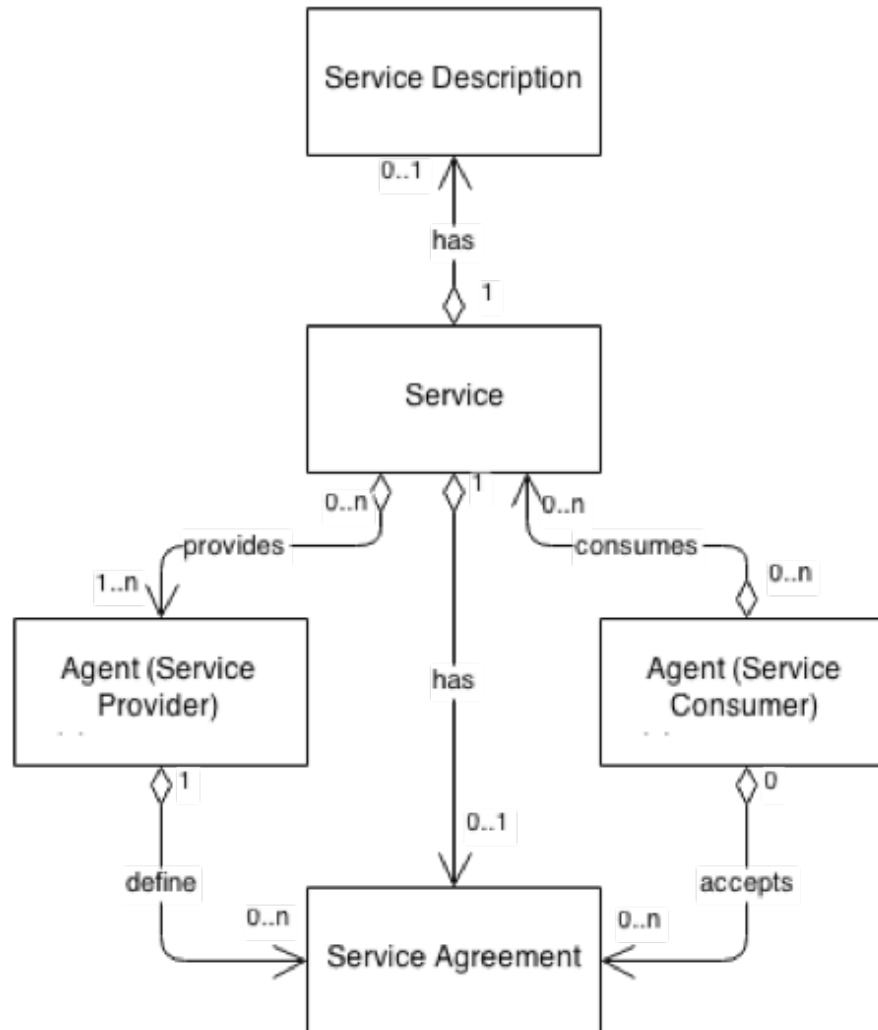 Service Description
0..1
has
1
Service
0..n
1
0..n
provides
consumes
1..n
0..n
Agent (Service
Provider)
Agent (Service
Consumer)
has
1
0
0..1
define
accepts
0..n
0..n
Service Agreement